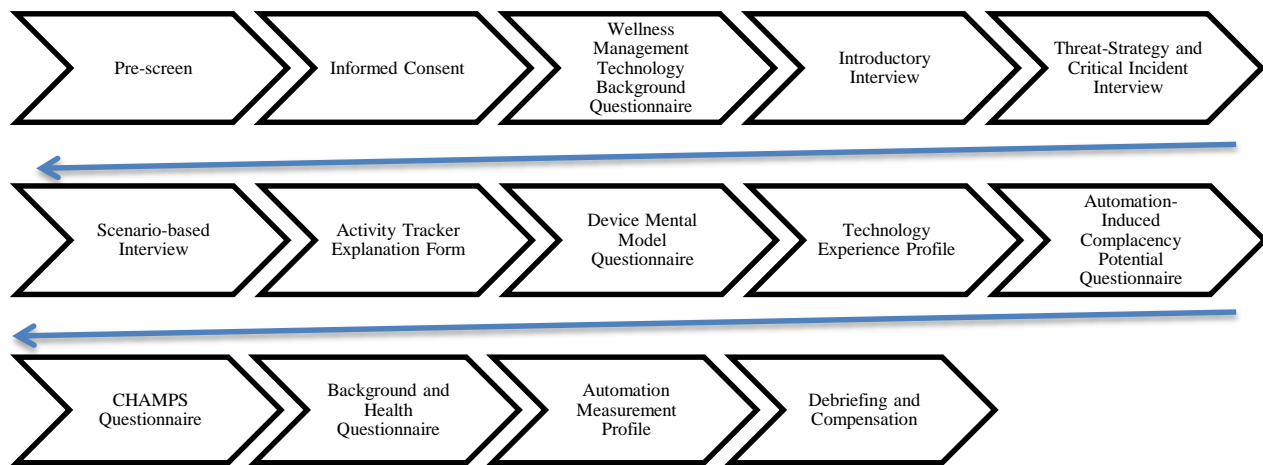 Pre-screen
Informed Consent
Wellness
Management
Technology
Background
Questionnaire
Introductory
Interview
Threat-Strategy and
Critical Incident
Interview
Scenario-based
Interview
Activity Tracker
Explanation Form
Device Mental
Model
Questionnaire
Technology
Experience Profile
Automation-
Induced
Complacency
Potential
Questionnaire
CHAMPS
Questionnaire
Background and
Health
Questionnaire
Automation
Measurement
Profile
Debriefing and
Compensation